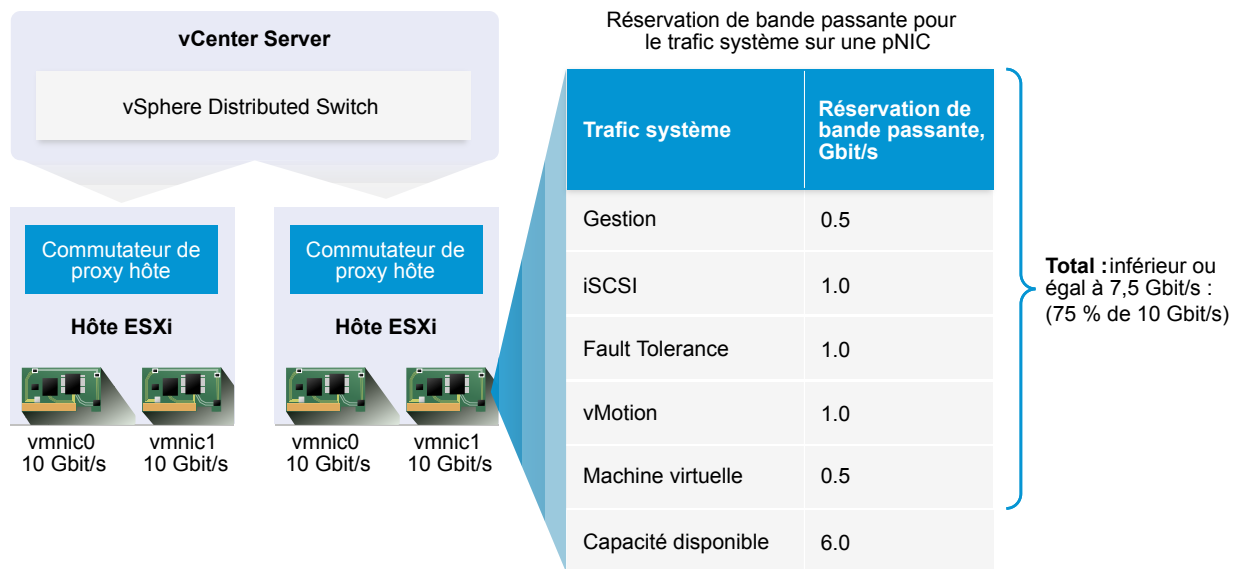 vCenter Server
vSphere Distributed Switch
Commutateur de
proxy hôte
Hôte ESXi
vmnic0
10 Gbit/s
vmnic1
10 Gbit/s
Commutateur de
proxy hôte
Hôte ESXi
vmnic0
10 Gbit/s
vmnic1
10 Gbit/s
Réservation de bande passante pour
le trafic système sur une pNIC
Trafic système
Réservation de
bande passante,
Gbit/s
Gestion 0.5
iSCSI 1.0
Fault Tolerance 1.0
vMotion 1.0
Machine virtuelle 0.5
Capacité disponible 6.0
Total : inférieur ou
égal à 7,5 Gbit/s :
(75 % de 10 Gbit/s)